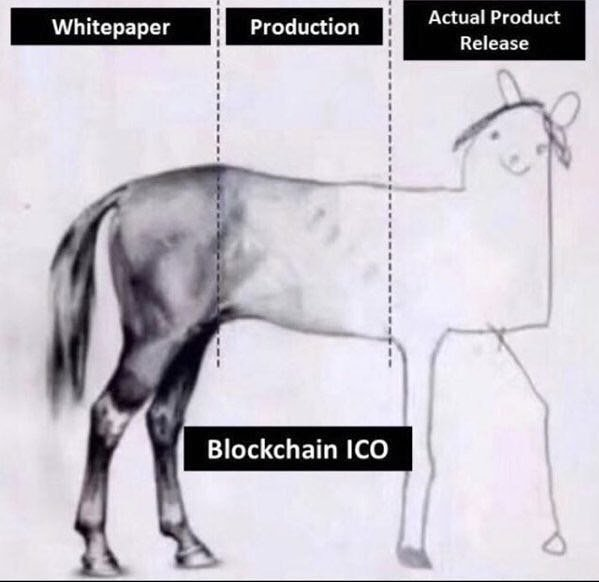 Whitepaper
Production
Actual Product
Release
Blockchain ICO